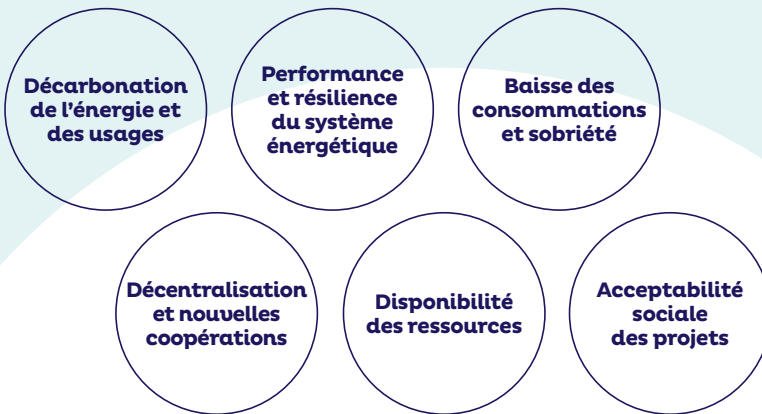 Décarbonation
de l’énergie et
des usages
Performance
et résilience
du système
énergétique
Baisse des
consommations
et sobriété
Décentralisation
et nouvelles
coopérations
Disponibilité
des ressources
Acceptabilité
sociale
des projets